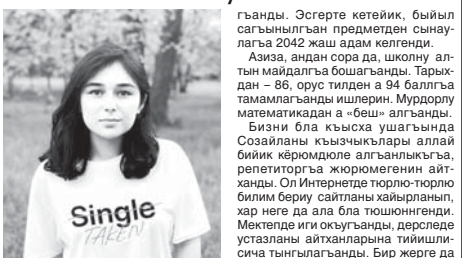 гъанды. Эсгерте кетейик, быйыл
сагъынылгъан предметден сынау-
лагъа 2042 жаш адам келгенди.
Азиза, андан сора да, школну ал-
тын майдалгъа бошагъанды. Тарых-
дан – 86, орус тилден а 94 баллгъа
тамамлагъанды ишлерин. Мурдорлу
математикадан а «беш» алгъанды.
Бизни бла къысха ушагъында
Созайланы къызчыкълары аллай
бийик кёрюмдюле алгъанлыкъгъа,
репетиторгъа жюрюмегенин айт-
ханды. Ол Интернетде тюрлю-тюрлю
билим бериу сайтланы хайырланып,
хар неге да ала бла тюшюннгенди.
Мектепде иги окъугъанды, дерследе
устазланы айтханларына тийишли-
сича тынгылагъанды. Бир жерге да
Single
TAKEN